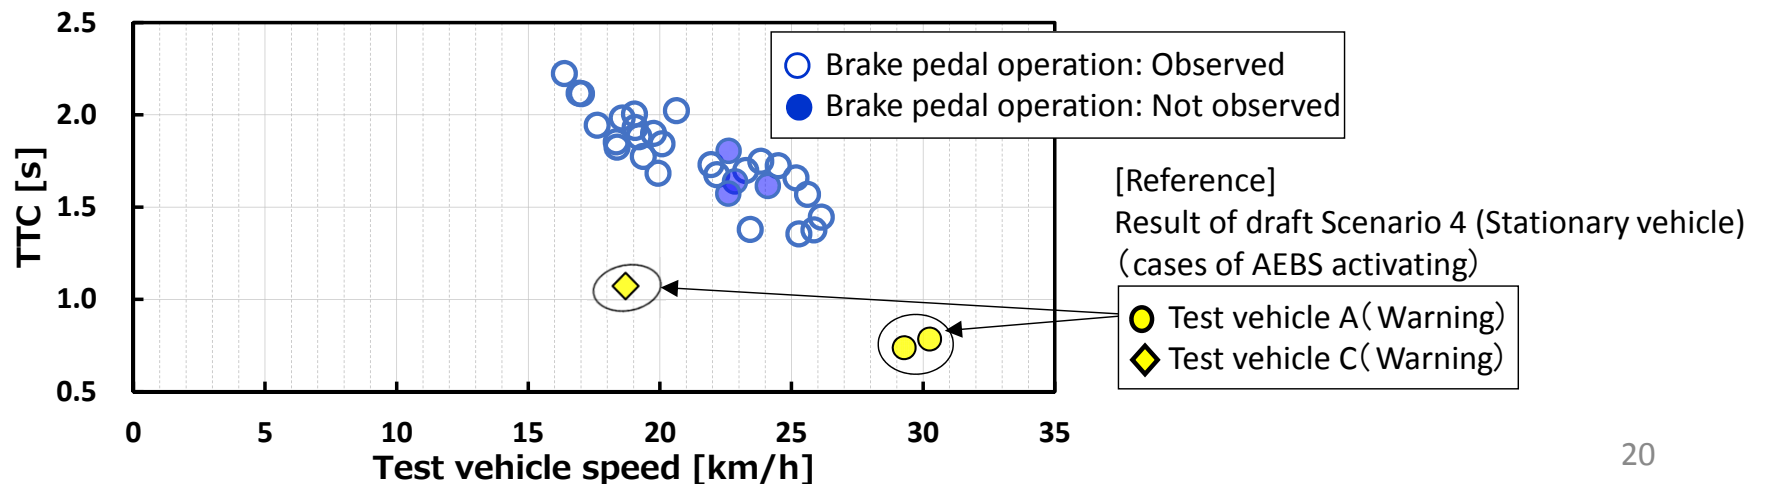 2.5
2.0
1.5
1.0
0.5
TTC [s]
0 5 10 15 20 25 30 35
Test vehicle speed [km/h]
Brake pedal operation: Observed
Brake pedal operation: Not observed
[Reference]
Result of draft Scenario 4 (Stationary vehicle)
（cases of AEBS activating）
Test vehicle A（Warning）
Test vehicle C（Warning）
20